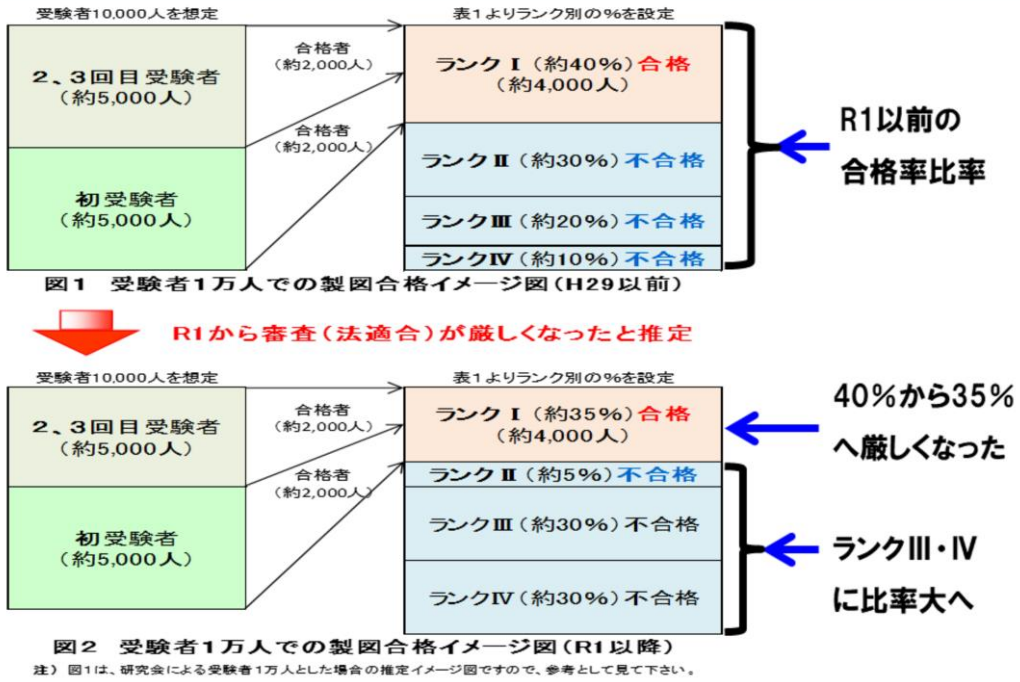 受験者10,000人を想定
表1よりランク別の%を設定
2、3回目受験者
(約5,000人)
合格者
(約2,000人)
ランクⅠ(約40%)合格
(約4,000人)
合格者
(約2,000人)
初受験者
(約5,000人)
ランクⅡ(約30%)不合格
ランクⅢ(約20%)不合格
ランクⅣ(約10%)不合格
R1以前の
合格率比率
図1 受験者1万人での製図合格イメージ図(H29以前)
R1から審査(法適合)が厳しくなったと推定
受験者10,000人を想定
表1よりランク別の%を設定
2、3回目受験者
(約5,000人)
合格者
(約2,000人)
ランクⅠ(約35%)合格
(約4,000人)
合格者
(約2,000人)
初受験者
(約5,000人)
ランクⅡ(約5%)不合格
ランクⅢ(約30%)不合格
ランクⅣ(約30%)不合格
40%から35%
へ厳しくなった
ランクⅢ・Ⅳ
に比率大へ
図2 受験者1万人での製図合格イメージ図(R1以降)
注) 図1は、研究会による受験者1万人とした場合の推定イメージ図ですので、参考として見て下さい。